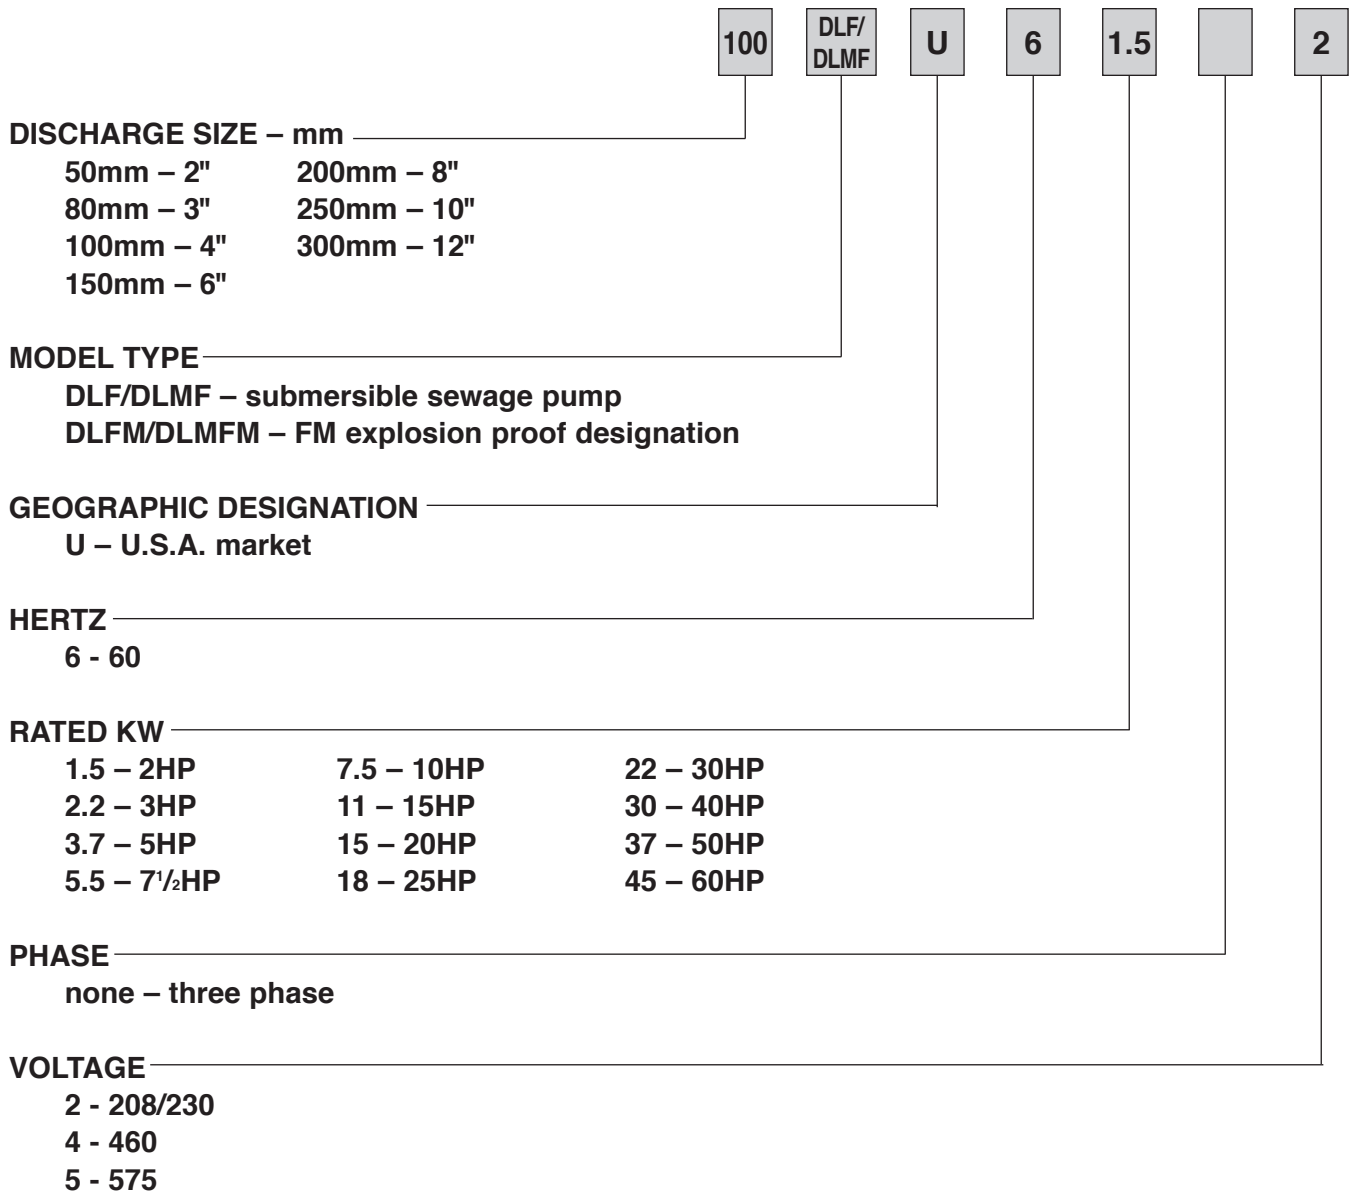 100 DLF/ DLMF U 6 1.5 2
DISCHARGE SIZE – mm
50mm – 2" 200mm – 8"
80mm – 3" 250mm – 10"
100mm – 4" 300mm – 12"
150mm – 6"
MODEL TYPE
DLF/DLMF – submersible sewage pump
DLFM/DLMFM – FM explosion proof designation
GEOGRAPHIC DESIGNATION
U – U.S.A. market
HERTZ
6 - 60
RATED KW
1.5 – 2HP 7.5 – 10HP 22 – 30HP
2.2 – 3HP 11 – 15HP 30 – 40HP
3.7 – 5HP 15 – 20HP 37 – 50HP
5.5 – 7 1/2HP 18 – 25HP 45 – 60HP
PHASE
none – three phase
VOLTAGE
2 - 208/230
4 - 460
5 - 575